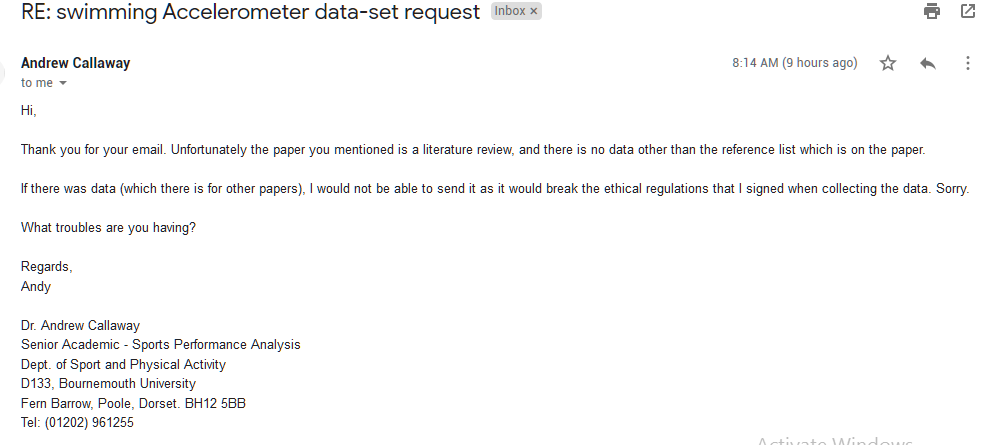 RE: swimming Accelerometer data-set request Inbox ×
Andrew Callaway 8:14 AM (9 hours ago)
to me
Hi,
Thank you for your email. Unfortunately the paper you mentioned is a literature review, and there is no data other than the reference list which is on the paper.
If there was data (which there is for other papers), I would not be able to send it as it would break the ethical regulations that I signed when collecting the data. Sorry.
What troubles are you having?
Regards,
Andy
Dr. Andrew Callaway
Senior Academic - Sports Performance Analysis
Dept. of Sport and Physical Activity
D133, Bournemouth University
Fern Barrow, Poole, Dorset. BH12 5BB
Tel: (01202) 961255
Activate Windows